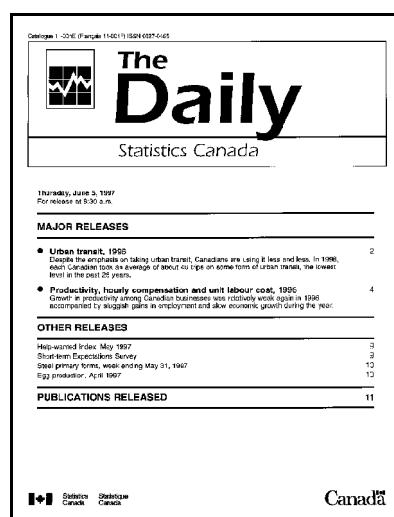 Catalogue 11-001E (Français 11-001F) ISSN 0827-0465
The
Daily
Statistics Canada
Thursday, June 5, 1997
For release at 8:30 a.m.
MAJOR RELEASES
● Urban transit, 1996 2
Despite the emphasis on taking urban transit, Canadians are using it less and less. In 1996,
each Canadian took an average of about 48 trips on some form of urban transit, the lowest
level in the past 25 years.
● Productivity, hourly compensation and unit labour cost, 1996 4
Growth in productivity among Canadian businesses was relatively weak again in 1996
accompanied by sluggish gains in employment and slow economic growth during the year.
OTHER RELEASES
Help-wanted Index May 1997 9
Short-term Expectations Survey 9
Steel primary forms, week ending May 31, 1997 10
Egg production, April 1997 10
PUBLICATIONS RELEASED 11
Statistics Statistique
Canada Canada
Canada